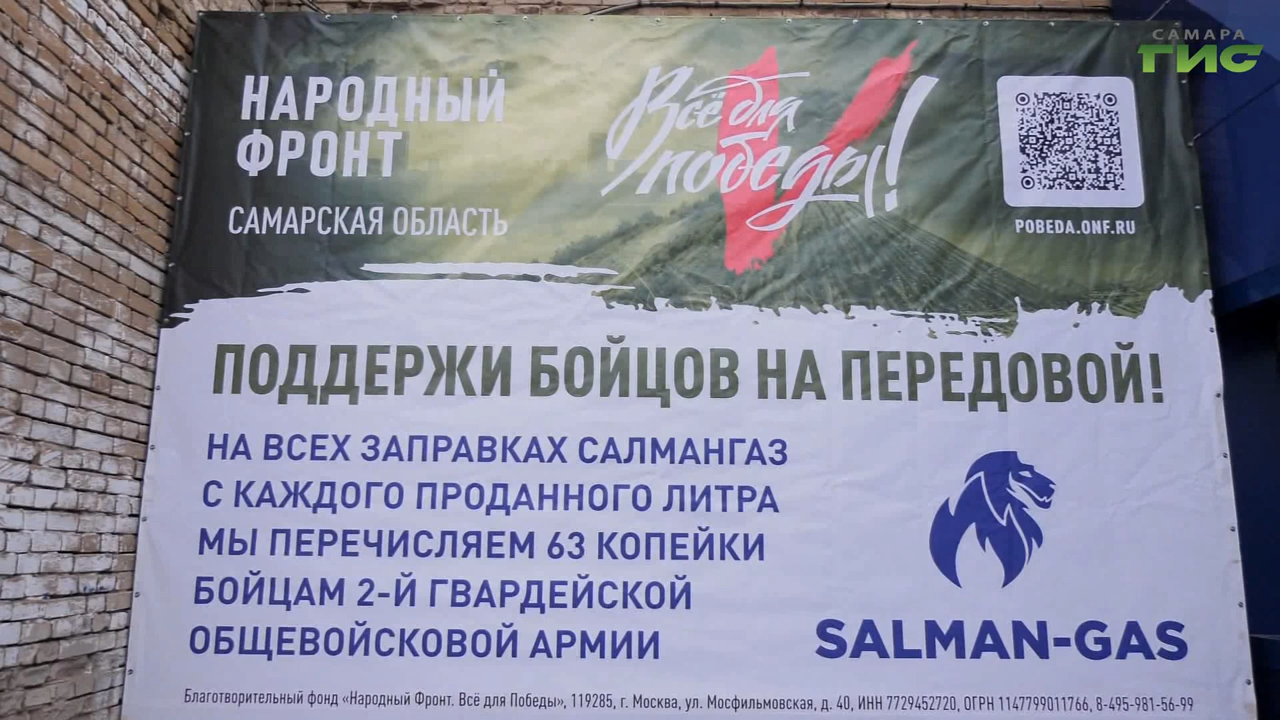 САМАРА
ГИС
НАРОДНЫЙ
ФРОНТ
САМАРСКАЯ ОБЛАСТЬ
Всё для
победы!
POBEDA.ONF.RU
ПОДДЕРЖИ БОЙЦОВ НА ПЕРЕДОВОЙ!
НА ВСЕХ ЗАПРАВКАХ САЛМАНГАЗ
С КАЖДОГО ПРОДАННОГО ЛИТРА
МЫ ПЕРЕЧИСЛЯЕМ 63 КОПЕЙКИ
БОЙЦАМ 2-Й ГВАРДЕЙСКОЙ
ОБЩЕВОЙСКОВОЙ АРМИИ
SALMAN-GAS
Благотворительный фонд «Народный Фронт. Всё для Победы», 119285, г. Москва, ул. Мосфильмовская, д. 40, ИНН 7729452720, ОГРН 1147799011766, 8-495-981-56-99